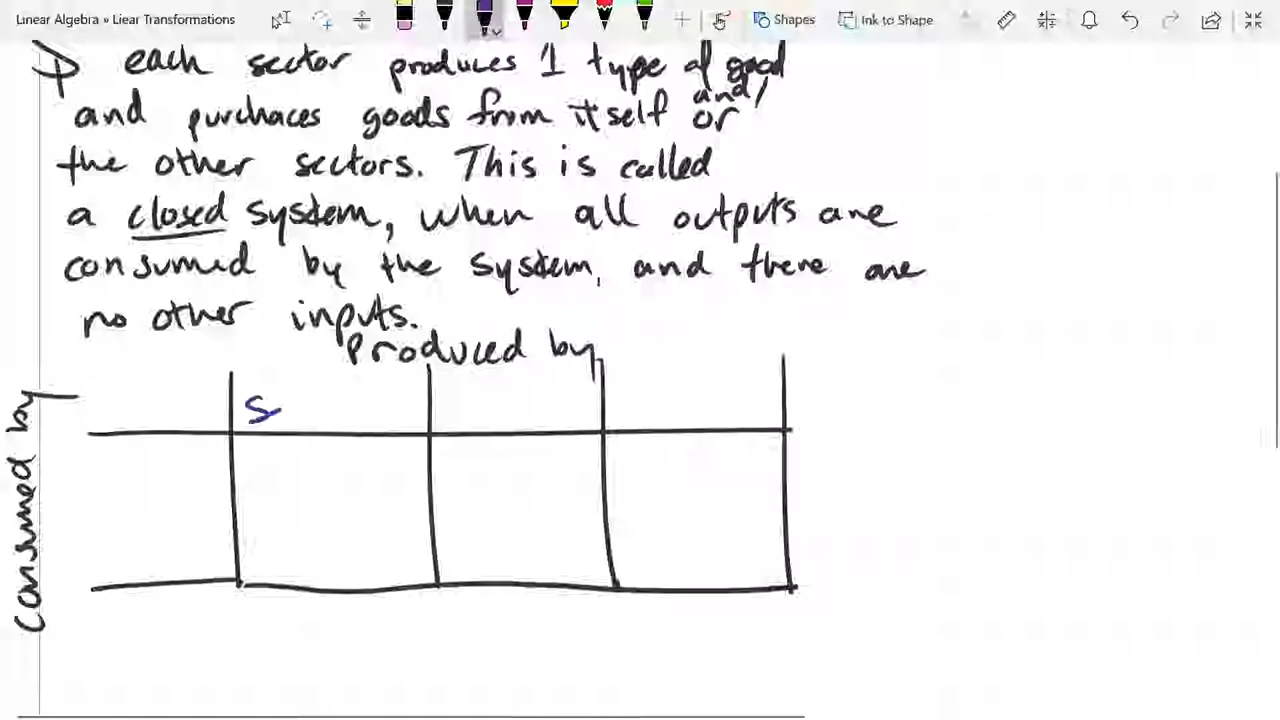 Linear Algebra » Liear Transformations
Shapes
Ink to Shape
each sector produces 1 type of good
and purchaces goods from itself and/or
the other sectors. This is called
a closed system, when all outputs are
consumed by the system, and there are
no other inputs.
Produced by
S
Consumed by